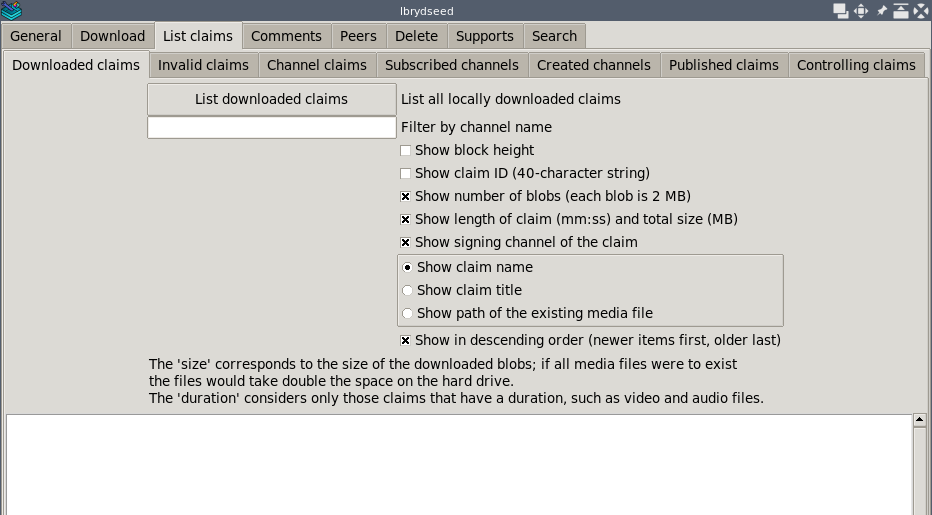 lbrydseed
General Download List claims Comments Peers Delete Supports Search
Downloaded claims Invalid claims Channel claims Subscribed channels Created channels Published claims Controlling claims
List downloaded claims List all locally downloaded claims
Filter by channel name
Show block height
Show claim ID (40-character string)
Show number of blobs (each blob is 2 MB)
Show length of claim (mm:ss) and total size (MB)
Show signing channel of the claim
Show claim name
Show claim title
Show path of the existing media file
Show in descending order (newer items first, older last)
The 'size' corresponds to the size of the downloaded blobs; if all media files were to exist
the files would take double the space on the hard drive.
The 'duration' considers only those claims that have a duration, such as video and audio files.